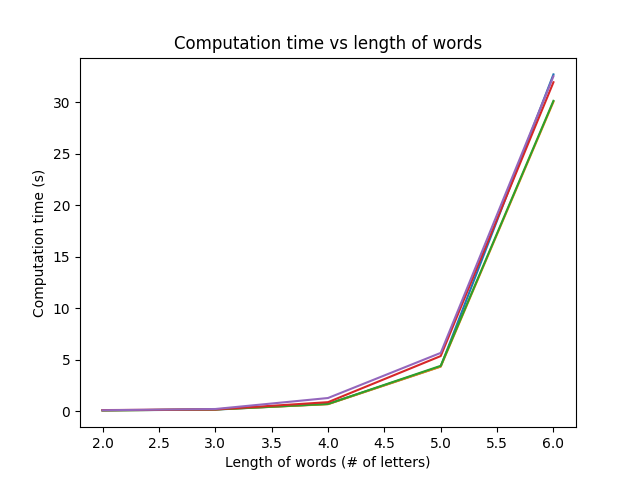 Computation time vs length of words
Computation time (s)
30
25
20
15
10
5
0
2.0 2.5 3.0 3.5 4.0 4.5 5.0 5.5 6.0
Length of words (# of letters)